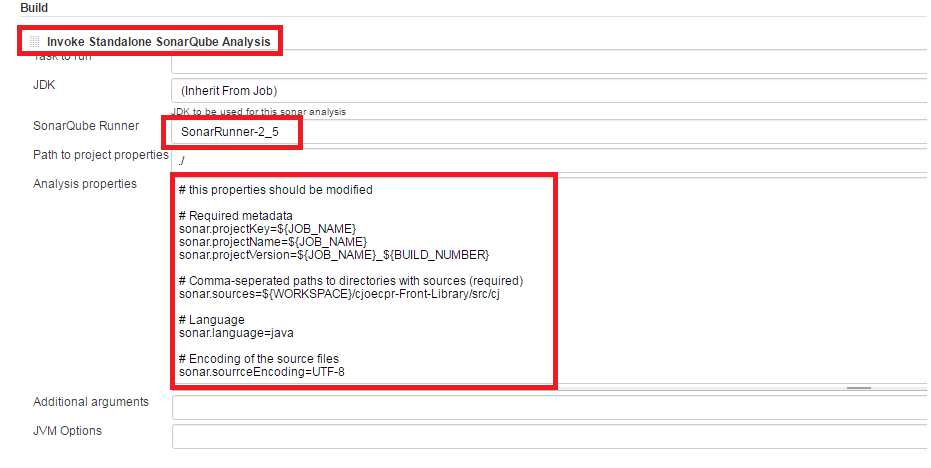 Build
Invoke Standalone SonarQube Analysis
Task to run
JDK
(Inherit From Job)
JDK to be used for this sonar analysis
SonarQube Runner
SonarRunner-2_5
Path to project properties
./
Analysis properties
# this properties should be modified
# Required metadata
sonar.projectKey=${JOB_NAME}
sonar.projectName=${JOB_NAME}
sonar.projectVersion=${JOB_NAME}_${BUILD_NUMBER}
# Comma-seperated paths to directories with sources (required)
sonar.sources=${WORKSPACE}/cjoecpr-Front-Library/src/cj
# Language
sonar.language=java
# Encoding of the source files
sonar.sourrceEncoding=UTF-8
Additional arguments
JVM Options